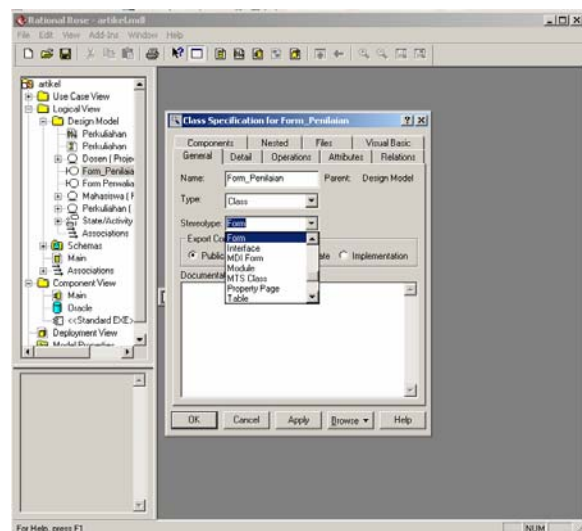 Rational Rose - artikel.mdl
File Edit View Add-Ins Window Help
artikel
Use Case View
Logical View
Design Model
Perkuliahan
Perkuliahan
Dosen ( Proje
Form_Penilaia
Form Perwalia
Mahasiswa ( F
Perkuliahan (
State/Activity
Associations
Schemas
Main
Associations
Component View
Main
Oracle
<<Standard EXE>
Deployment View
Model Properties
Class Specification for Form_Penilaian
Components Nested Files Visual Basic
General Detail Operations Attributes Relations
Name: Form_Penilaian Parent: Design Model
Type: Class
Stereotype: Form
Export Co
Form
Interface
MDI Form
Module
MTS Class
Property Page
Table
Public ate Implementation
Documentat
OK Cancel Apply Browse Help
For Help, press F1 NUM